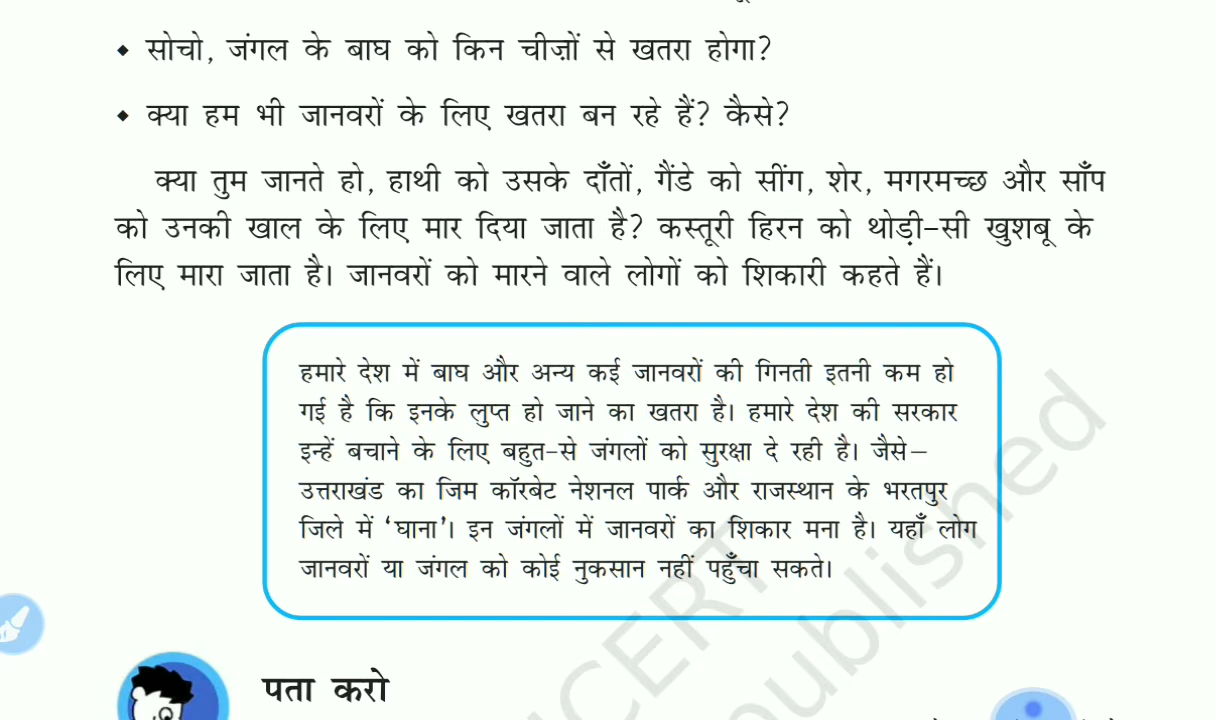 • सोचो, जंगल के बाघ को किन चीज़ों से खतरा होगा?
• क्या हम भी जानवरों के लिए खतरा बन रहे हैं? कैसे?
क्या तुम जानते हो, हाथी को उसके दाँतों, गैंडे को सींग, शेर, मगरमच्छ और साँप
को उनकी खाल के लिए मार दिया जाता है? कस्तूरी हिरन को थोड़ी-सी खुशबू के
लिए मारा जाता है। जानवरों को मारने वाले लोगों को शिकारी कहते हैं।
हमारे देश में बाघ और अन्य कई जानवरों की गिनती इतनी कम हो
गई है कि इनके लुप्त हो जाने का खतरा है। हमारे देश की सरकार
इन्हें बचाने के लिए बहुत-से जंगलों को सुरक्षा दे रही है। जैसे–
उत्तराखंड का जिम कॉरबेट नेशनल पार्क और राजस्थान के भरतपुर
जिले में ‘घाना’। इन जंगलों में जानवरों का शिकार मना है। यहाँ लोग
जानवरों या जंगल को कोई नुकसान नहीं पहुँचा सकते।
पता करो
NCERT
published